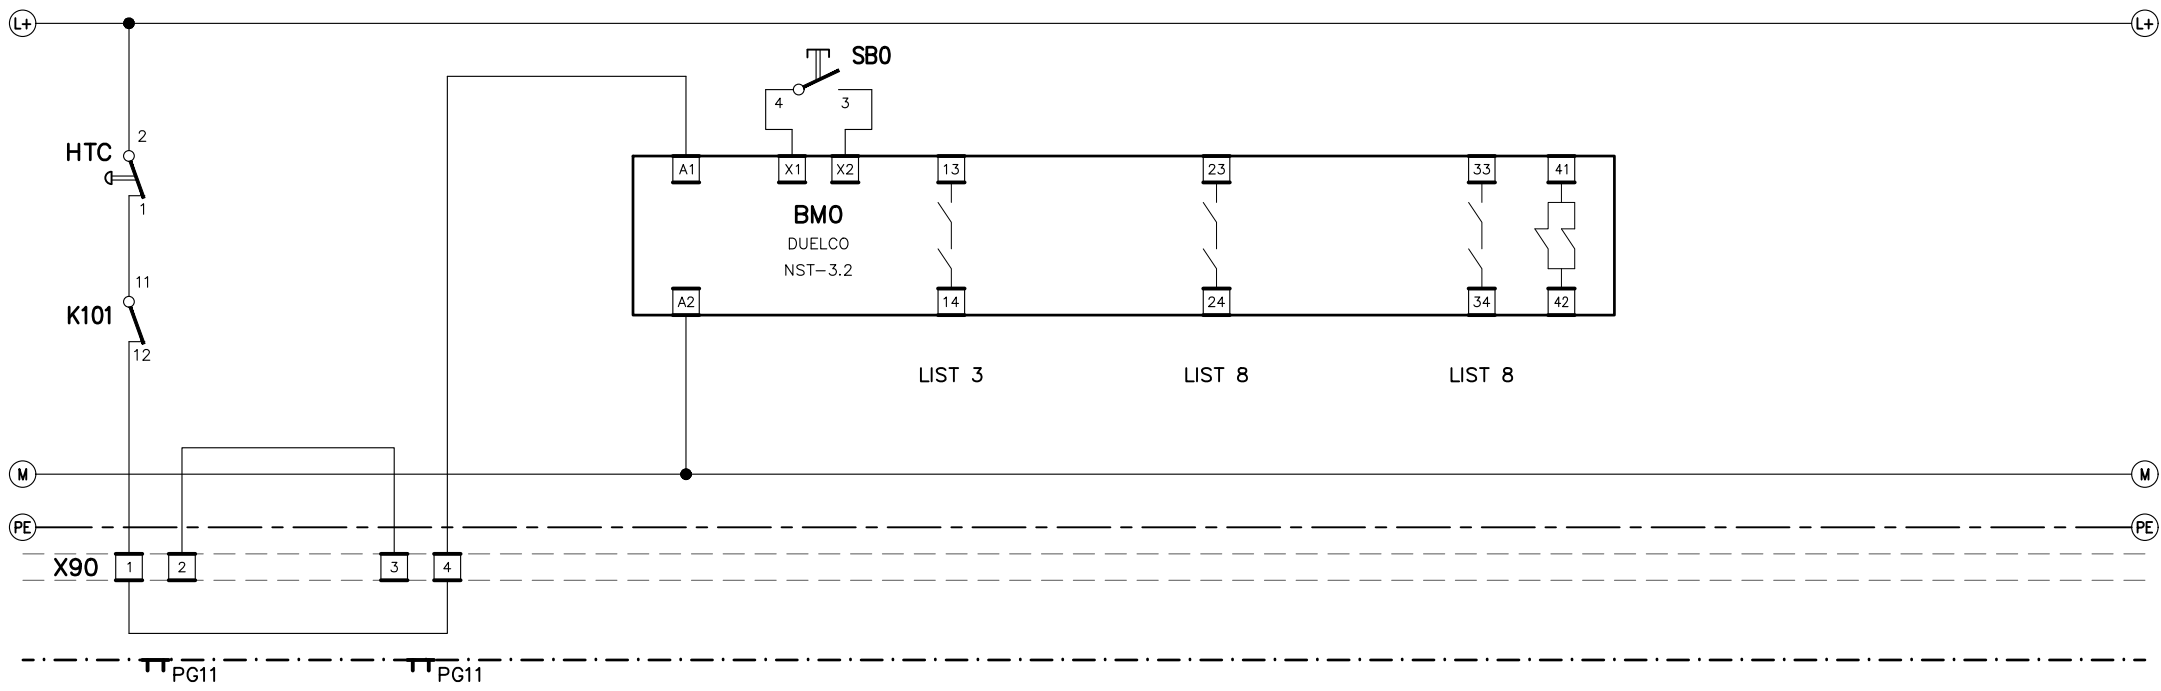 L+ L+
SB0
4 3
2
HTC
1
A1 X1 X2 13 23 33 41
BM0
DUELCO
NST-3.2
11
K101
12
A2 14 24 34 42
LIST 3 LIST 8 LIST 8
M M
PE PE
X90 1 2 3 4
PG11 PG11